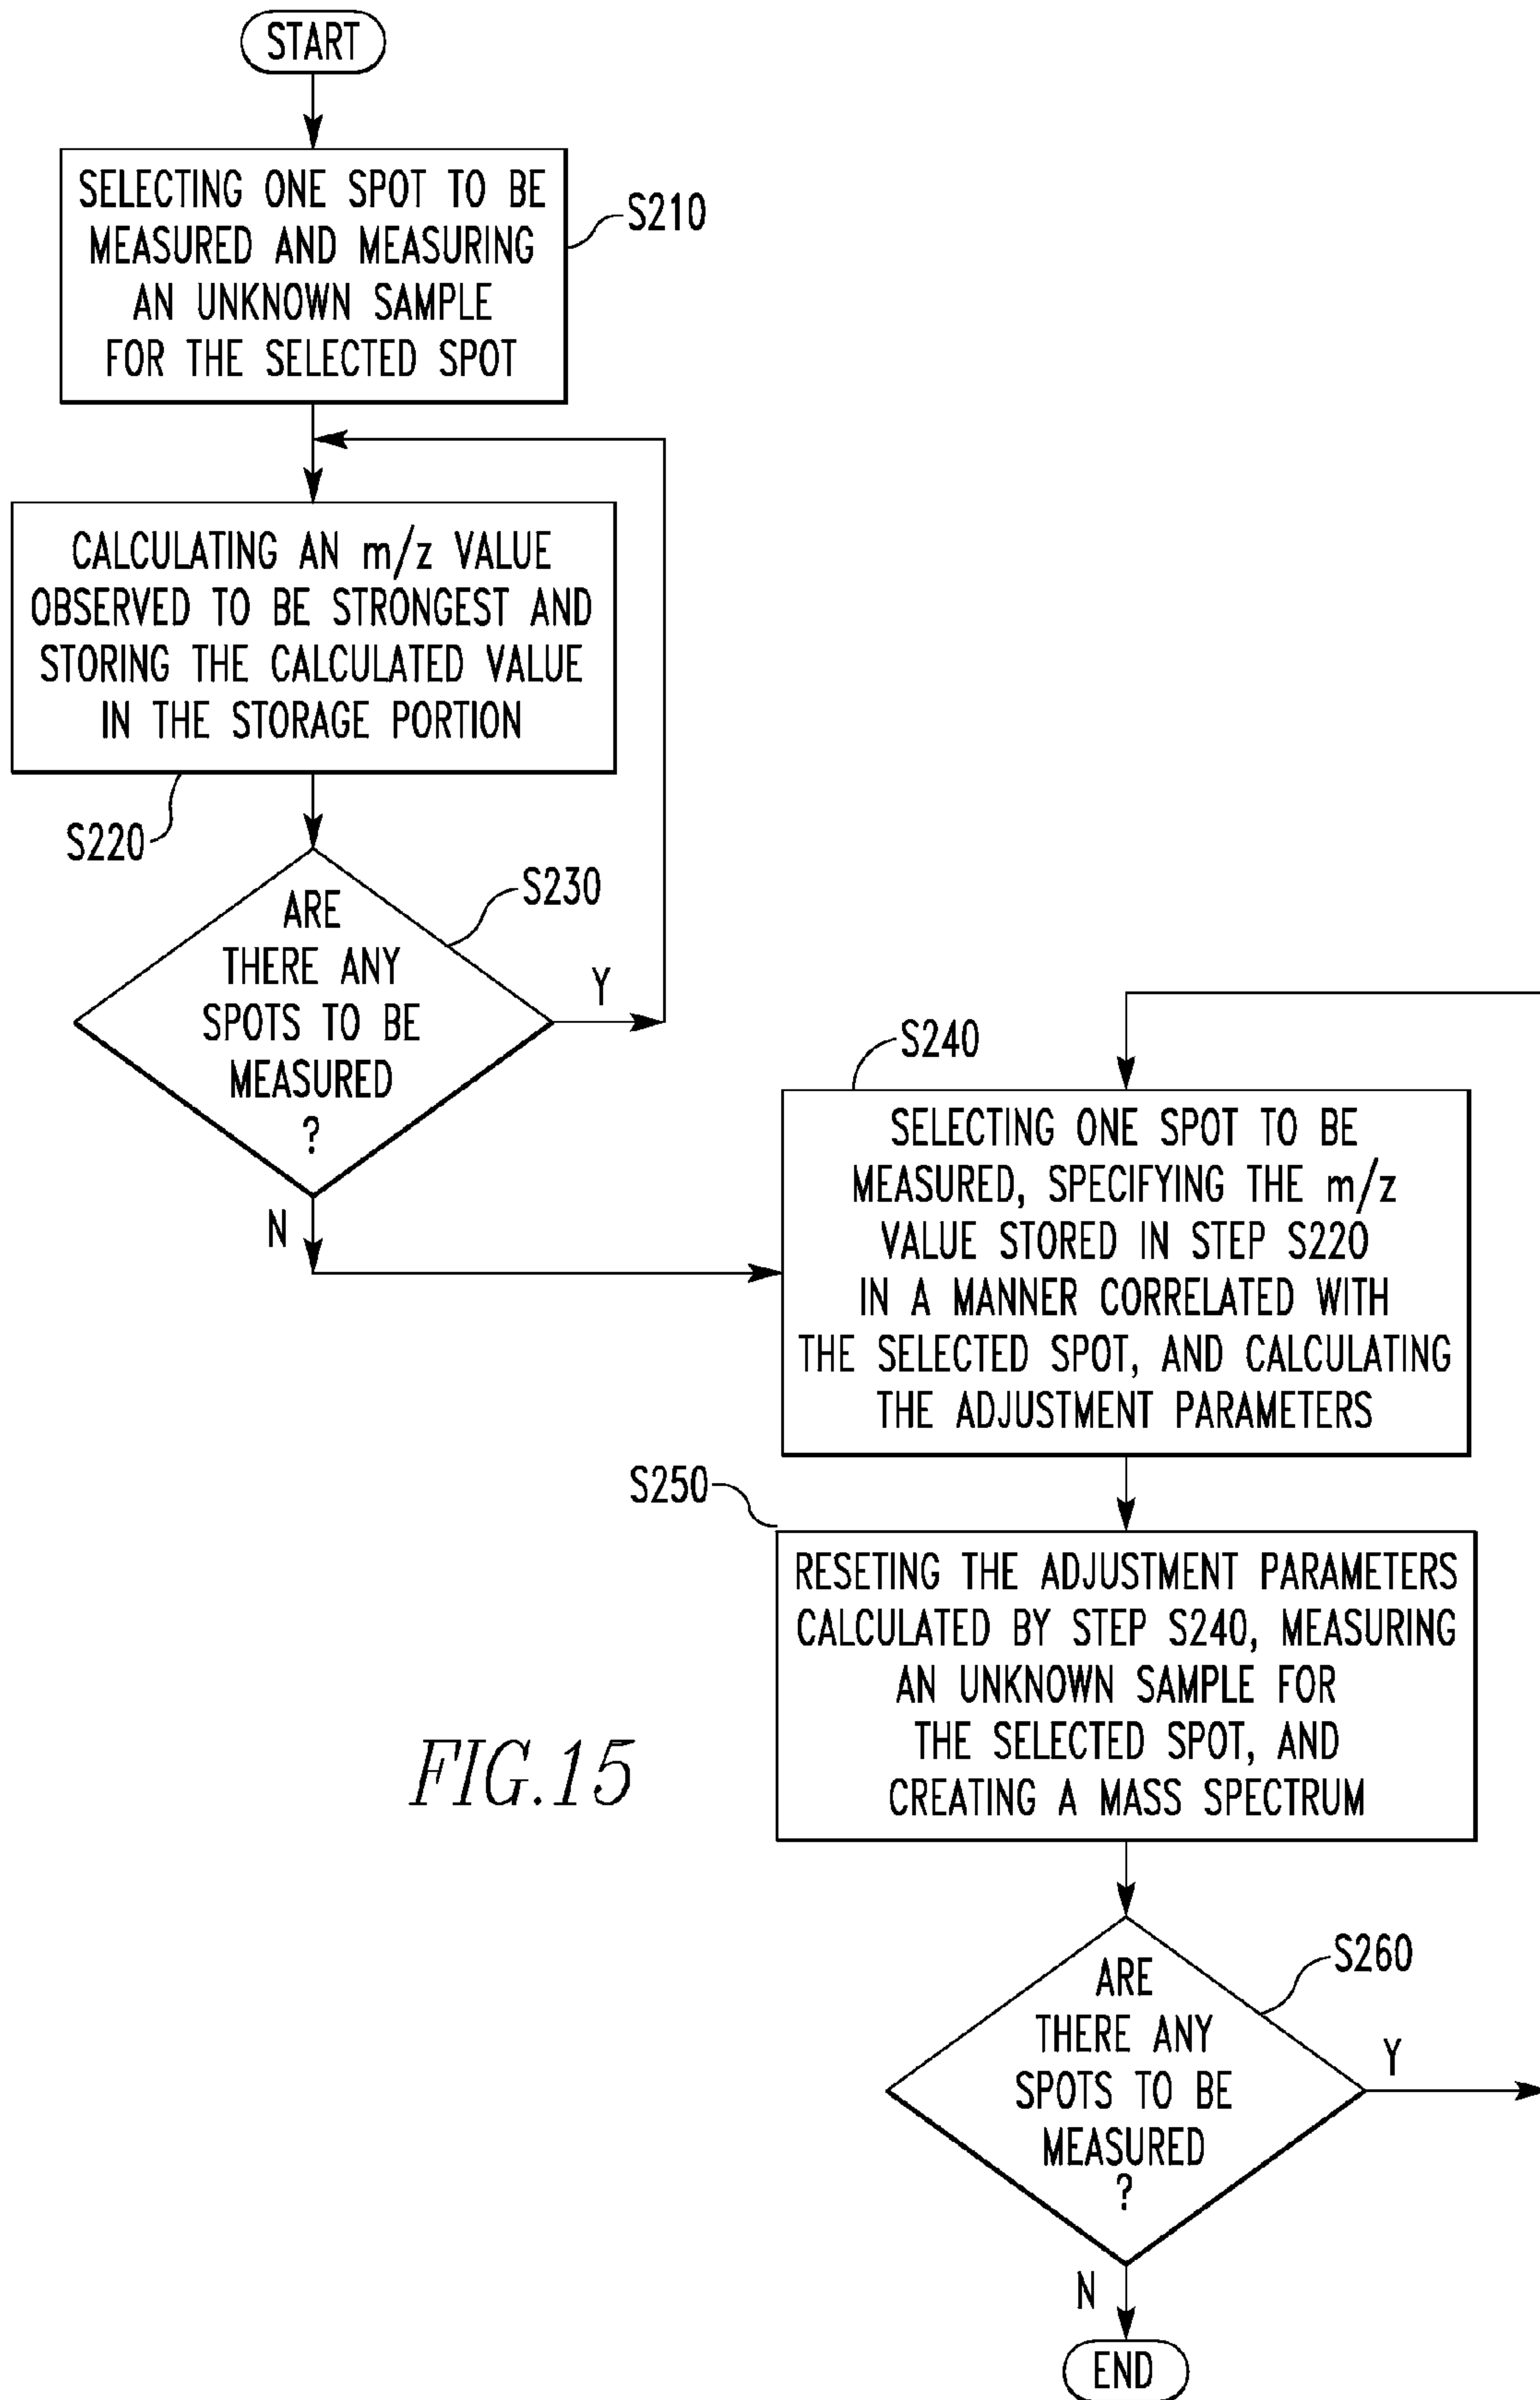 START
SELECTING ONE SPOT TO BE
MEASURED AND MEASURING
AN UNKNOWN SAMPLE
FOR THE SELECTED SPOT
S210
CALCULATING AN m/z VALUE
OBSERVED TO BE STRONGEST AND
STORING THE CALCULATED VALUE
IN THE STORAGE PORTION
S220
ARE
THERE ANY
SPOTS TO BE
MEASURED
?
S230
Y
N
S240
SELECTING ONE SPOT TO BE
MEASURED, SPECIFYING THE m/z
VALUE STORED IN STEP S220
IN A MANNER CORRELATED WITH
THE SELECTED SPOT, AND CALCULATING
THE ADJUSTMENT PARAMETERS
S250
RESETING THE ADJUSTMENT PARAMETERS
CALCULATED BY STEP S240, MEASURING
AN UNKNOWN SAMPLE FOR
THE SELECTED SPOT, AND
CREATING A MASS SPECTRUM
FIG.15
ARE
THERE ANY
SPOTS TO BE
MEASURED
?
S260
Y
N
END